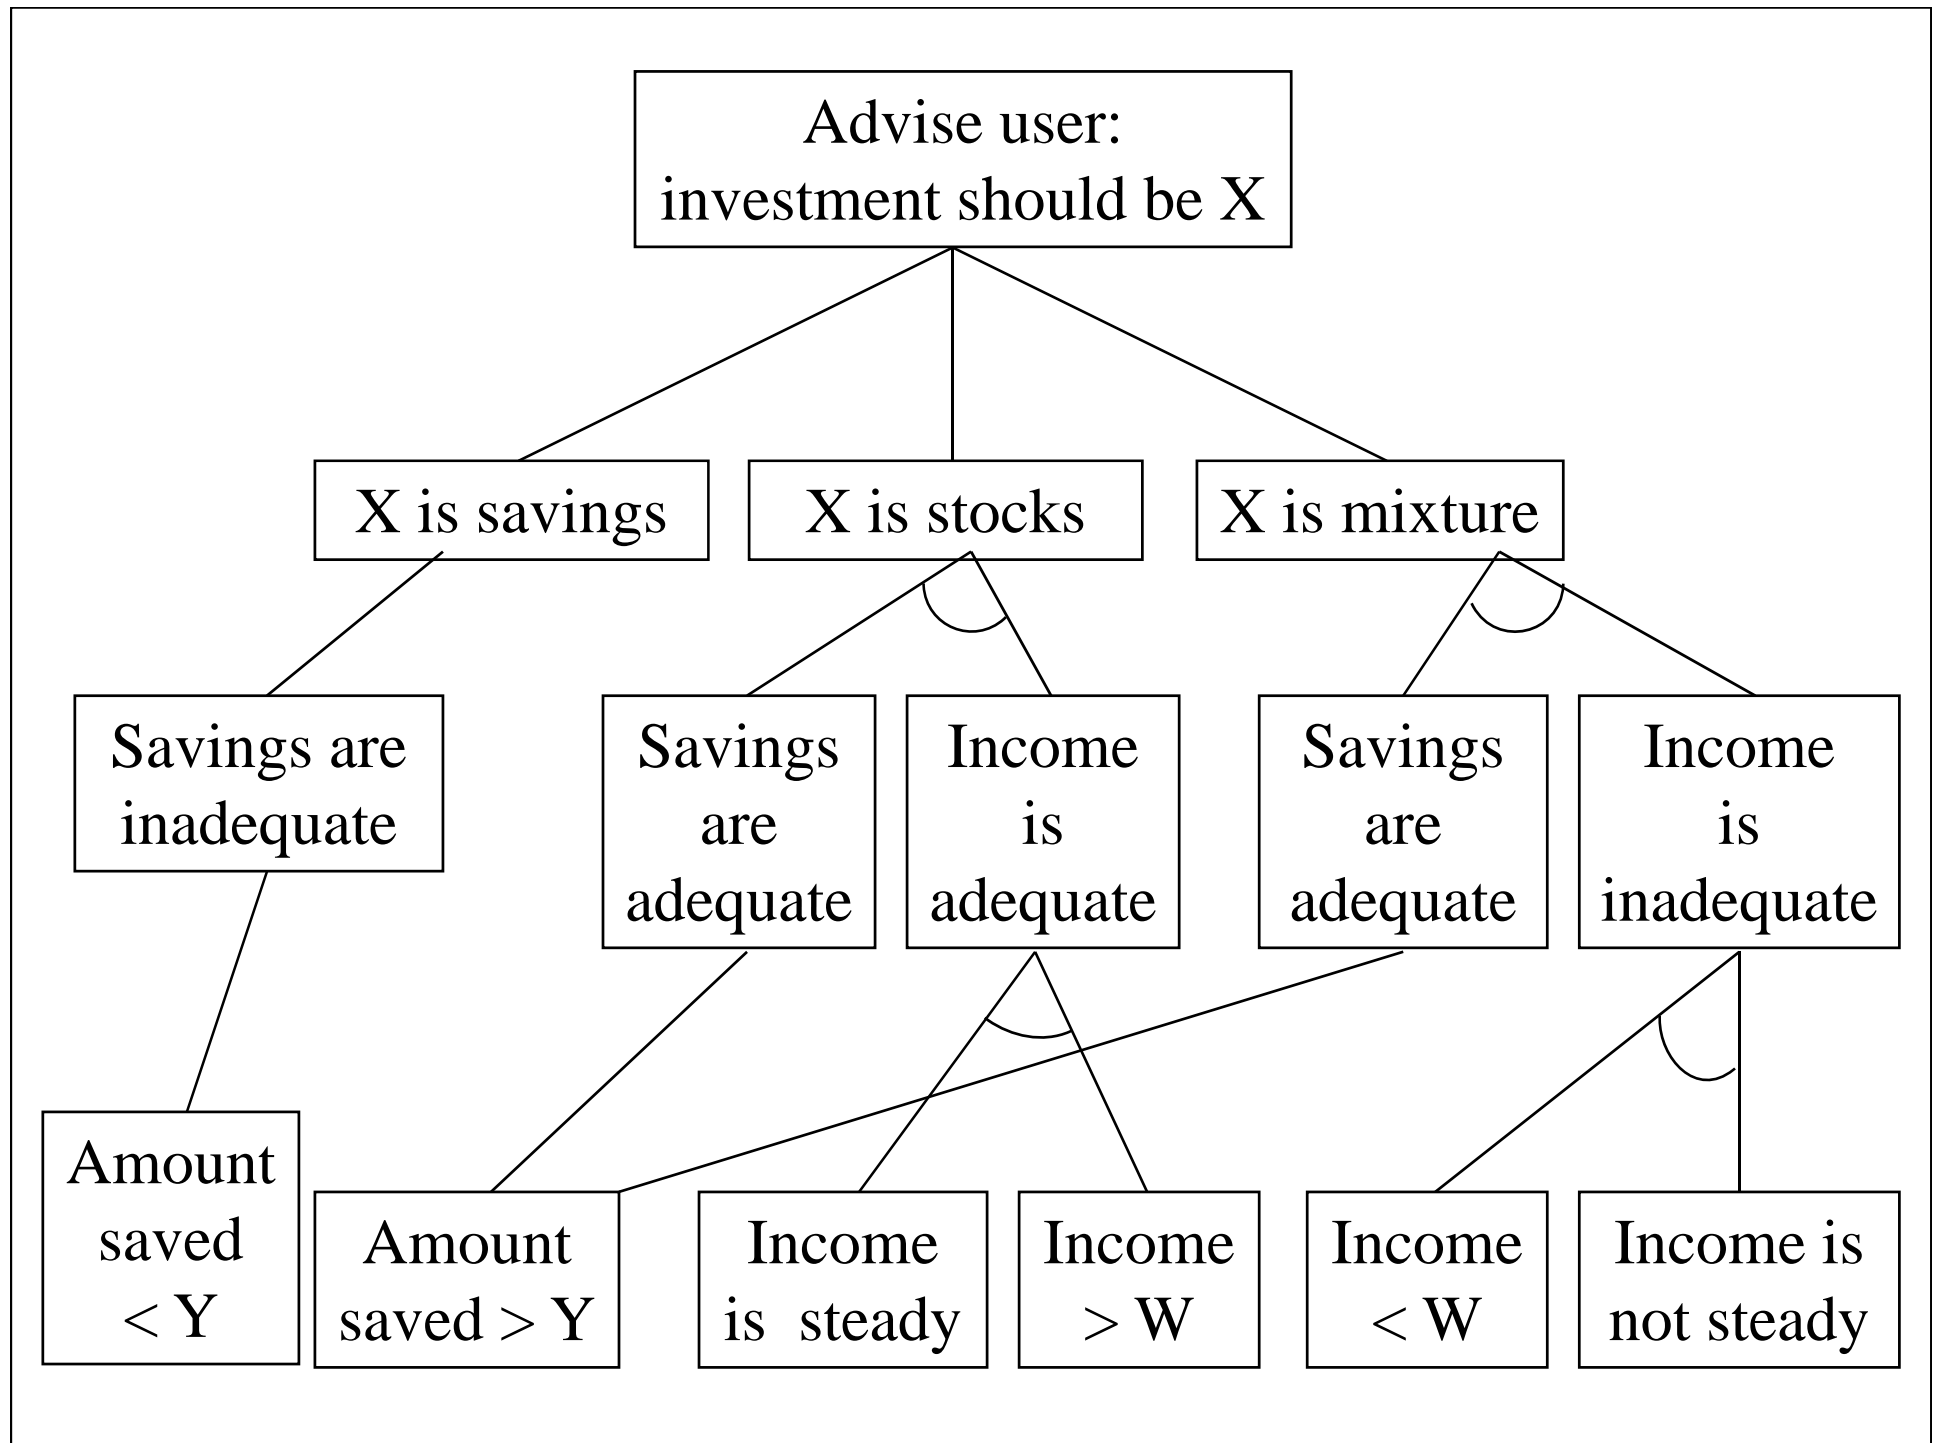 Advise user:
investment should be X
X is savings
X is stocks
X is mixture
Savings are
inadequate
Savings
are
adequate
Income
is
adequate
Savings
are
adequate
Income
is
inadequate
Amount
saved
< Y
Amount
saved > Y
Income
is  steady
Income
> W
Income
< W
Income is
not steady